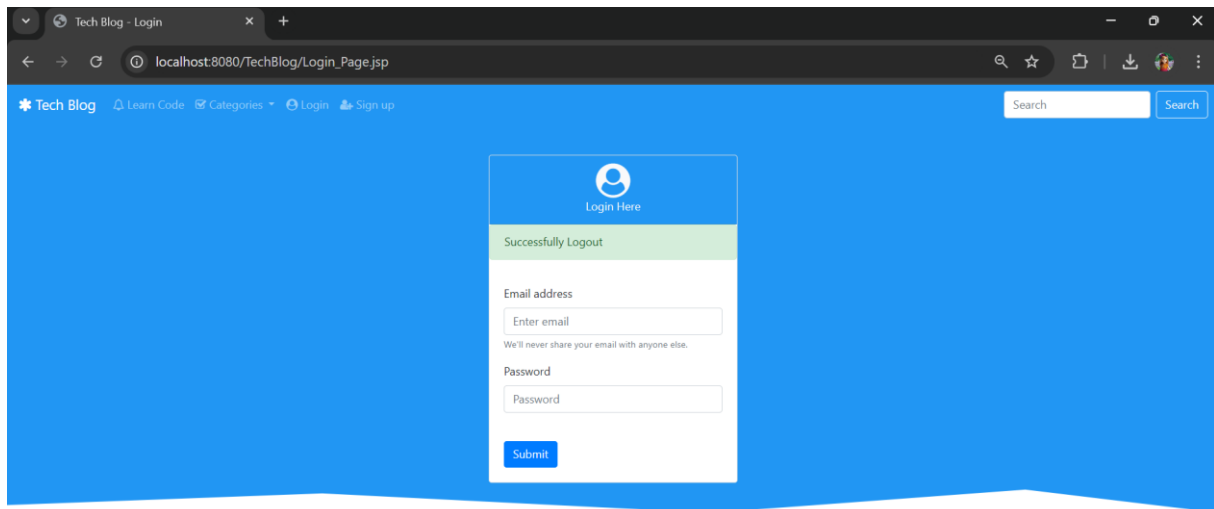 Tech Blog - Login
localhost:8080/TechBlog/Login_Page.jsp
Tech Blog Learn Code Categories Login Sign up Search Search
Login Here
Successfully Logout
Email address
Enter email
We'll never share your email with anyone else.
Password
Password
Submit